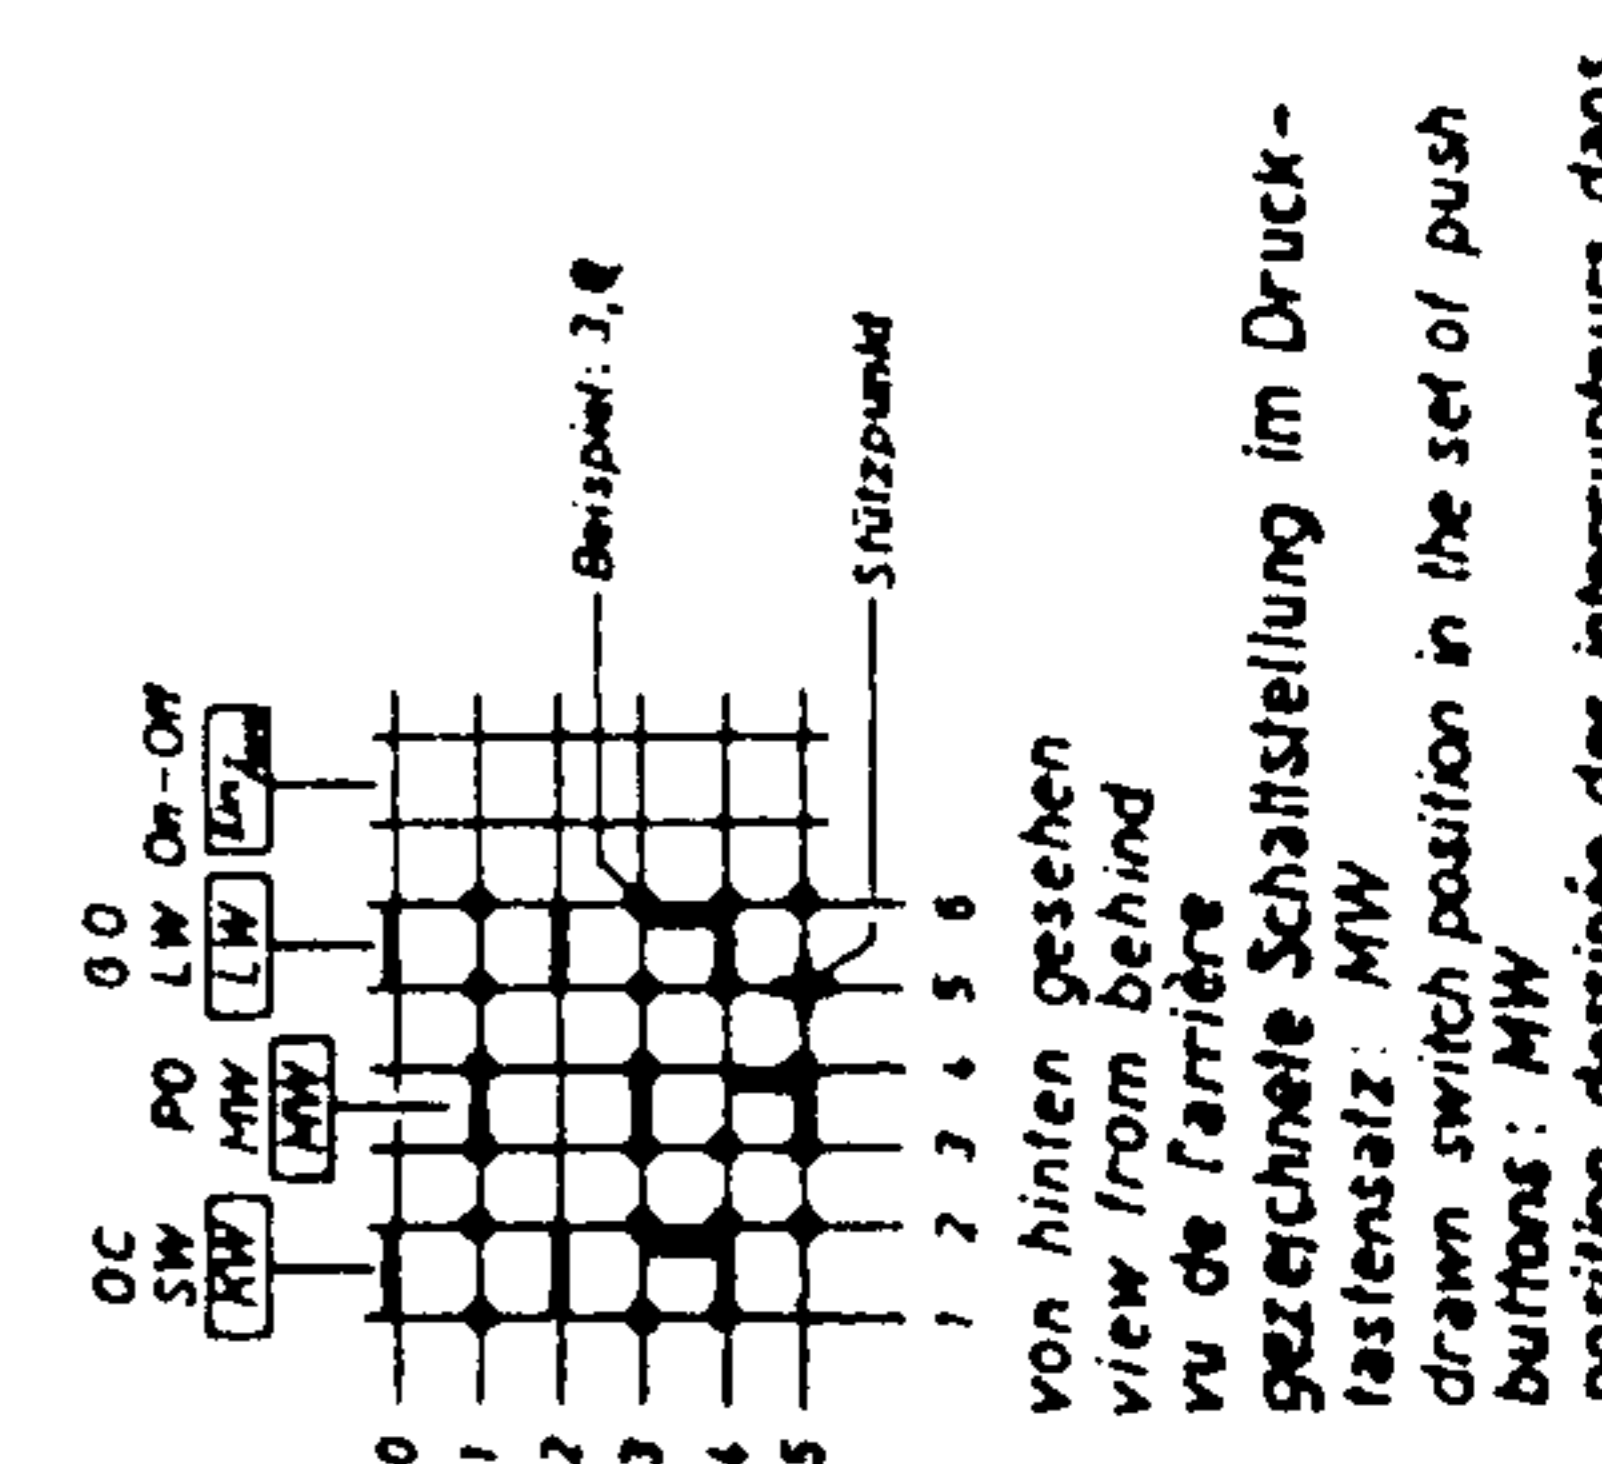 OC PO GO
SW MW LW On-Off
RW MW LW
0
1
2
3 Beispiel: 3,
4
5 Stützpunkt
1 2 3 4 5 6
von hinten gesehen
view from behind
vu de l'arrière
gezeichnete Schaltstellung im Druck-
tastensatz: MW
drawn switch position in the set of push
buttons: MW